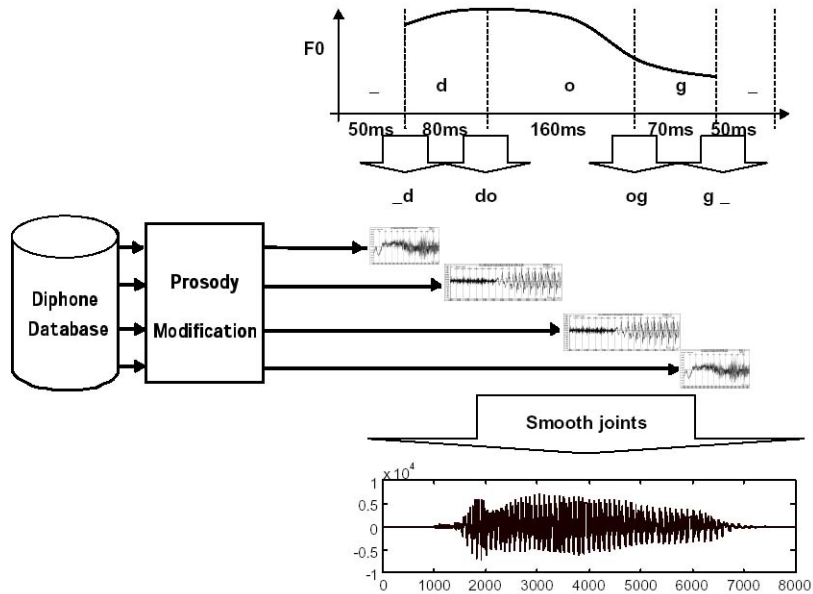 F0
_ d o g _
50ms 80ms 160ms 70ms 50ms
_d do og g _
Diphone
Database
Prosody
Modification
Smooth joints
x 10^4
1
0.5
0
-0.5
-1
0 1000 2000 3000 4000 5000 6000 7000 8000